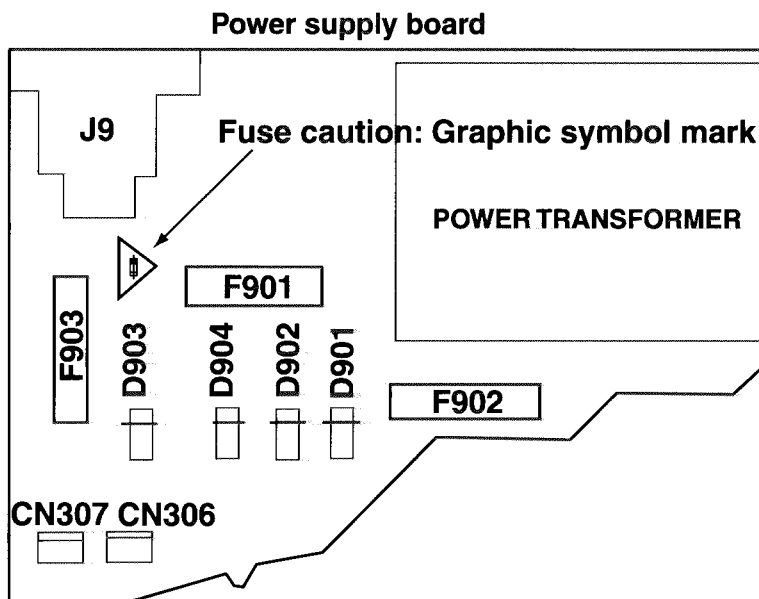 Power supply board
J9
Fuse caution: Graphic symbol mark
POWER TRANSFORMER
F901
F903
D903
D904
D902
D901
F902
CN307 CN306